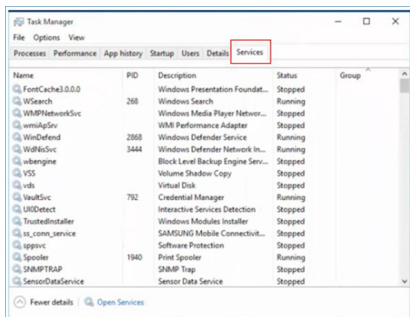 Task Manager
File Options View
Processes Performance App history Startup Users Details Services
Name PID Description Status Group
FontCache3.0.0.0 Windows Presentation Foundat... Stopped
WSearch 268 Windows Search Running
WMPNetworkSvc Windows Media Player Networ... Stopped
wmiApSrv WMI Performance Adapter Stopped
WinDefend 2868 Windows Defender Service Running
WdNisSvc 3444 Windows Defender Network In... Running
wbengine Block Level Backup Engine Serv... Stopped
VSS Volume Shadow Copy Stopped
vds Virtual Disk Stopped
VaultSvc 792 Credential Manager Running
UI0Detect Interactive Services Detection Stopped
TrustedInstaller Windows Modules Installer Stopped
ss_conn_service SAMSUNG Mobile Connectivit... Stopped
sppsvc Software Protection Stopped
Spooler 1940 Print Spooler Running
SNMPTRAP SNMP Trap Stopped
SensorDataService Sensor Data Service Stopped
Fewer details Open Services